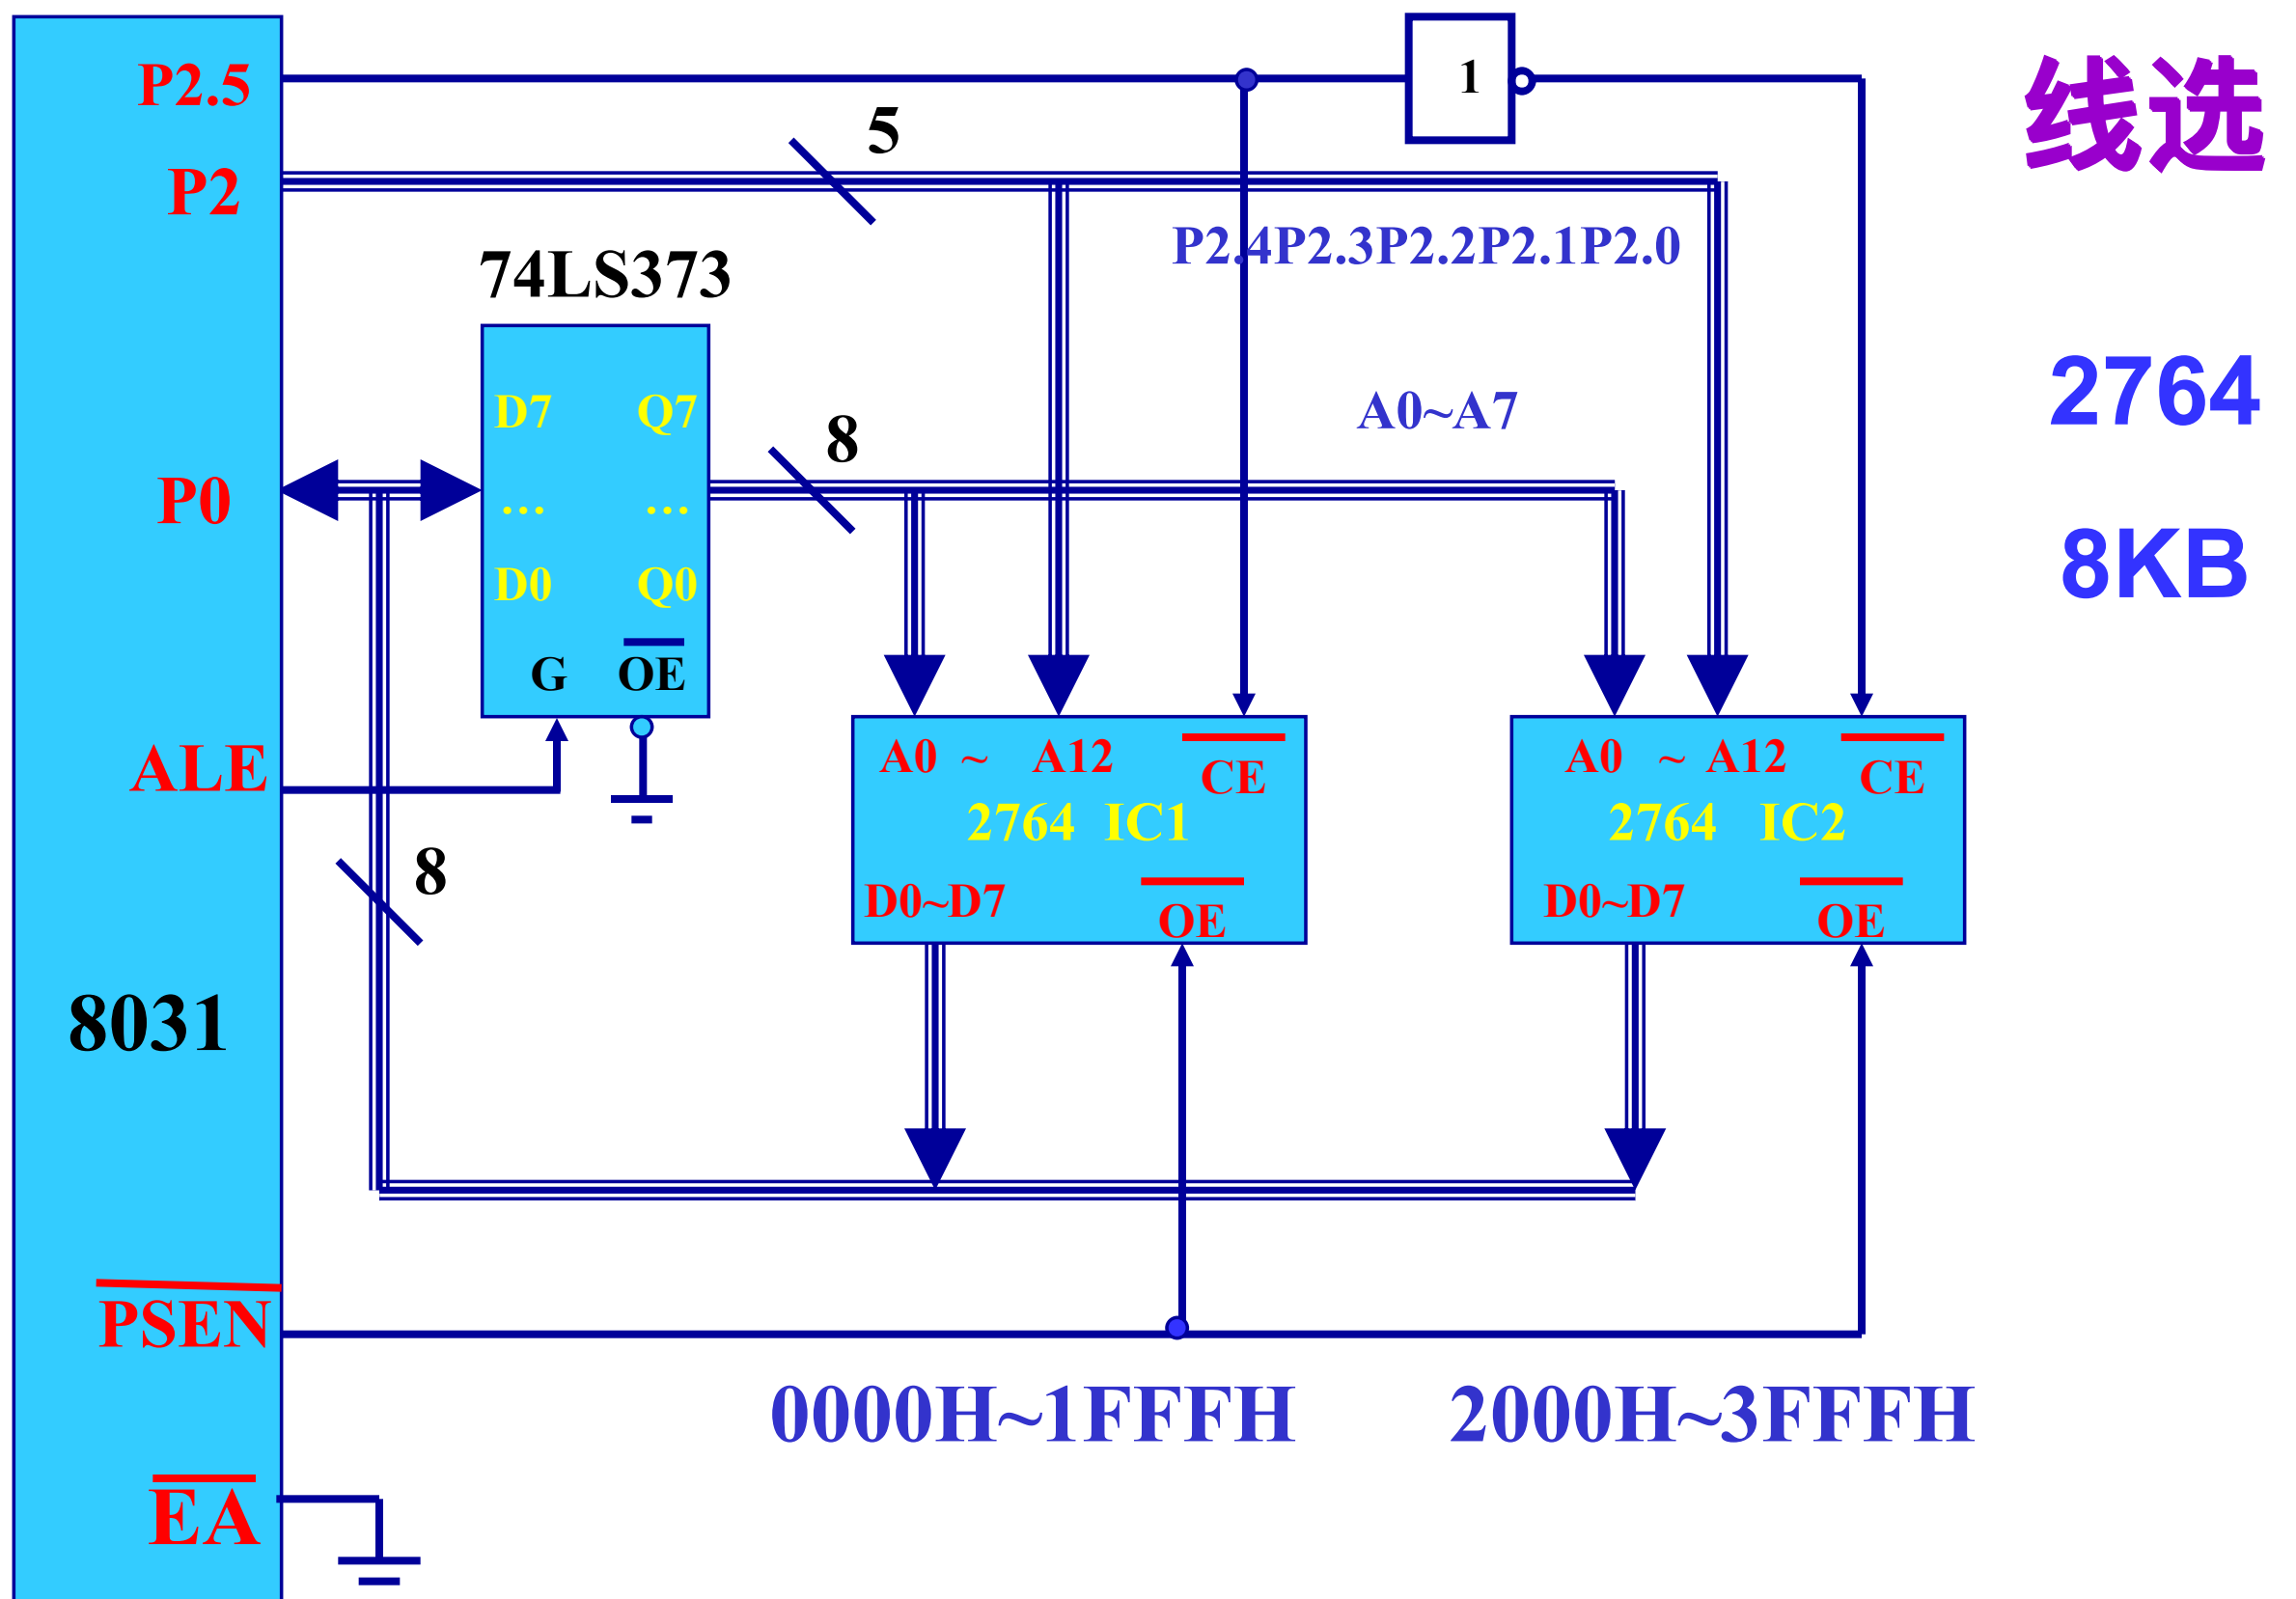 P2.5
1
线选
5
P2
P2.4P2.3P2.2P2.1P2.0
74LS373
2764
D7 Q7
A0~A7
8
P0
... ...
8KB
D0 Q0
G OE
ALE
A0 ~ A12 CE
2764 IC1
D0~D7 OE
A0 ~ A12 CE
2764 IC2
D0~D7 OE
8
8031
PSEN
0000H~1FFFH 2000H~3FFFH
EA